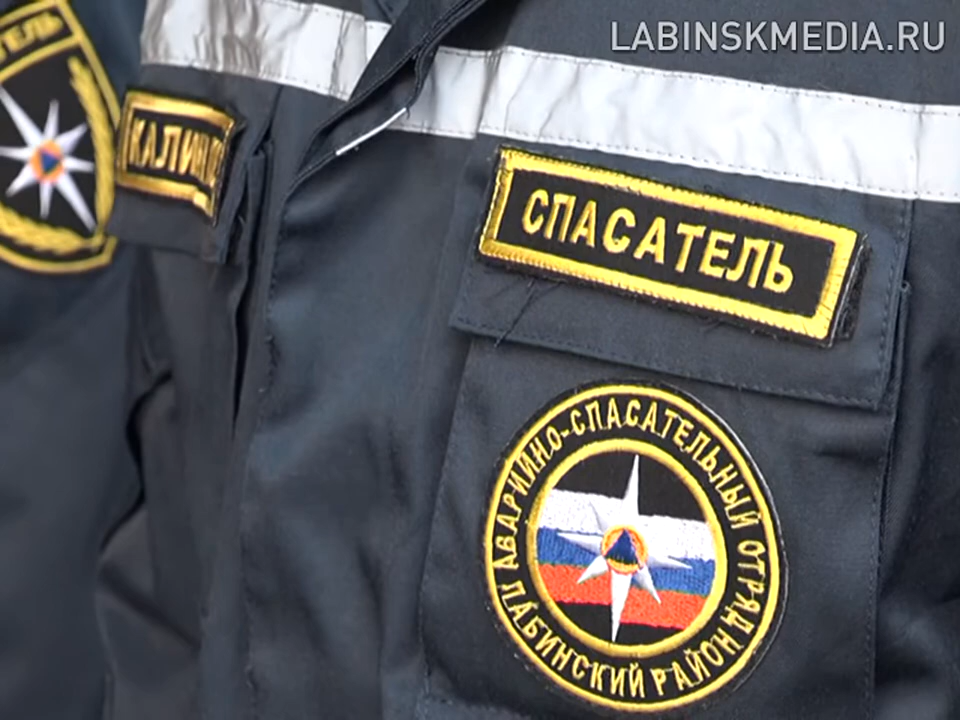 LABINSKMEDIA.RU
СПАСАТЕЛЬ
АВАРИЙНО-СПАСАТЕЛЬНЫЙ ОТРЯД
ЛАБИНСКИЙ РАЙОН